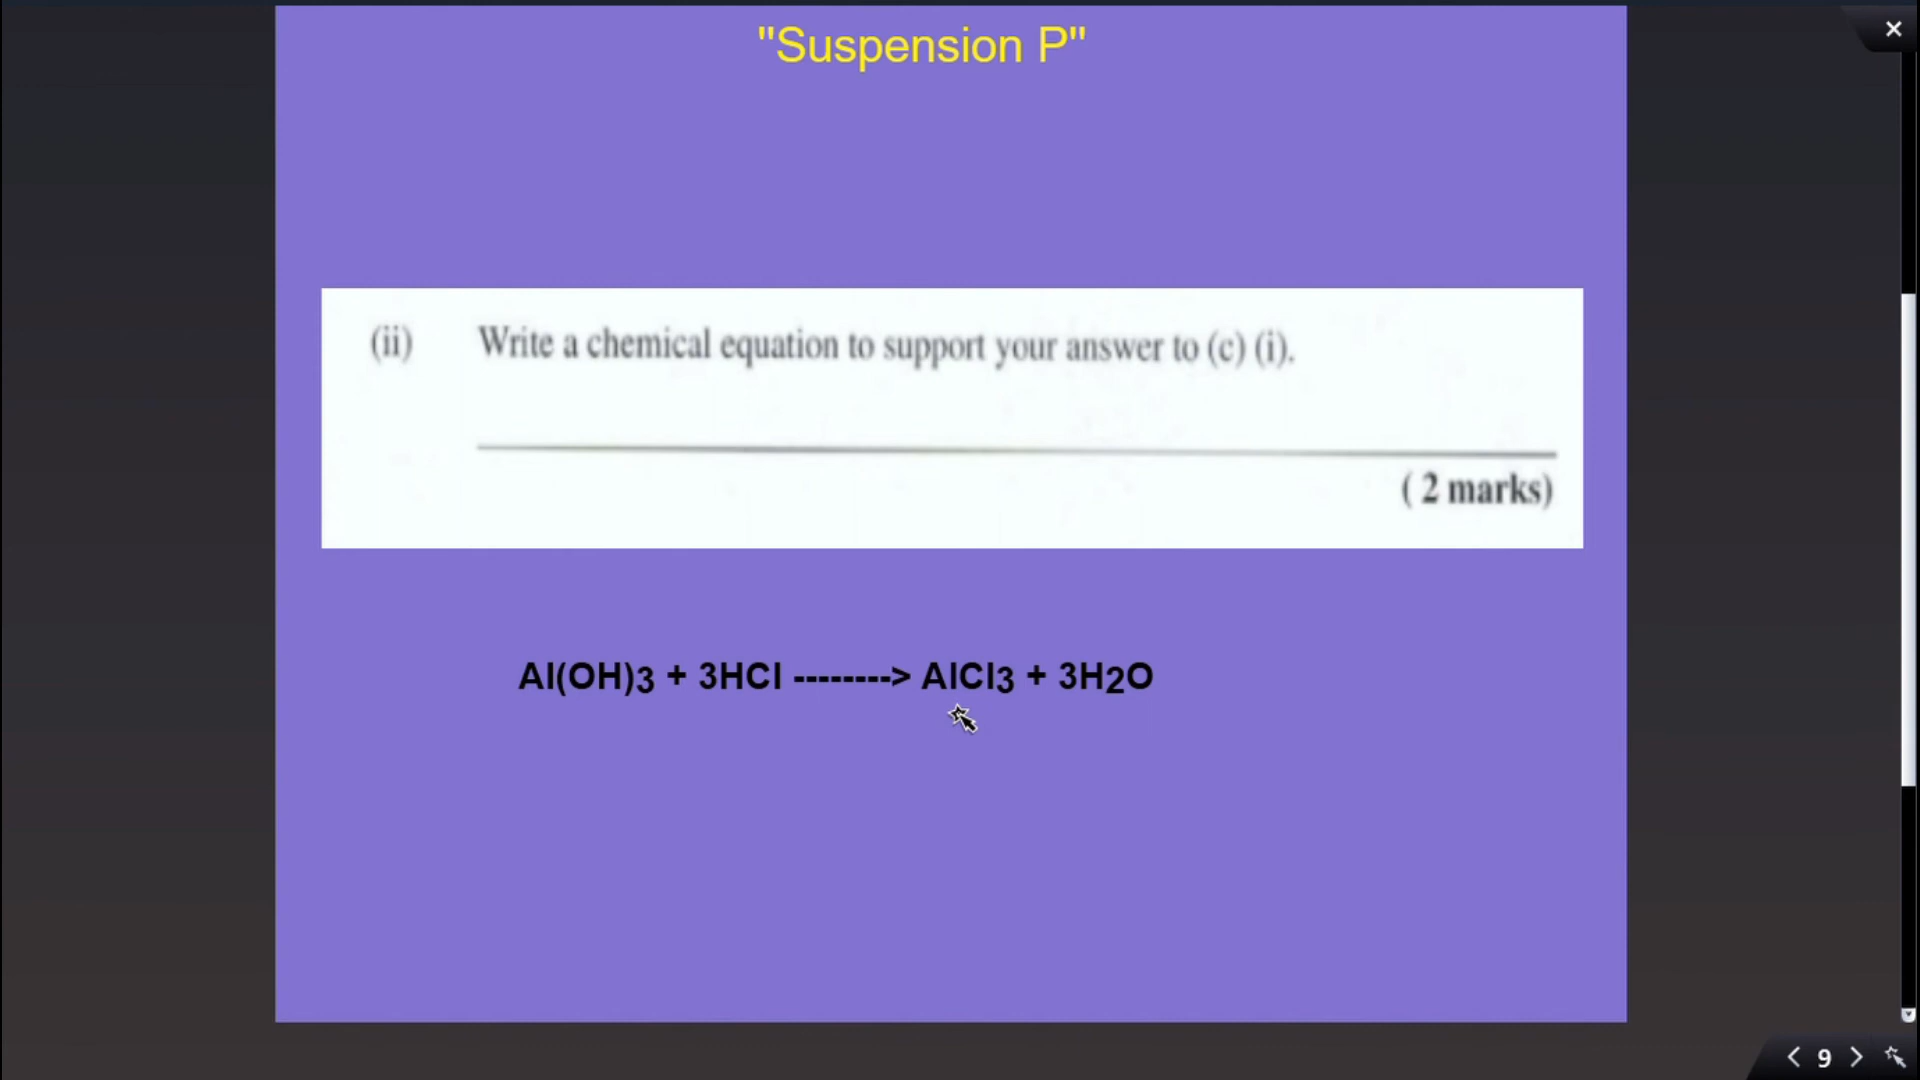 "Suspension P"
(ii) Write a chemical equation to support your answer to (c) (i).
( 2 marks)
Al(OH)3 + 3HCl --------> AlCl3 + 3H2O
9